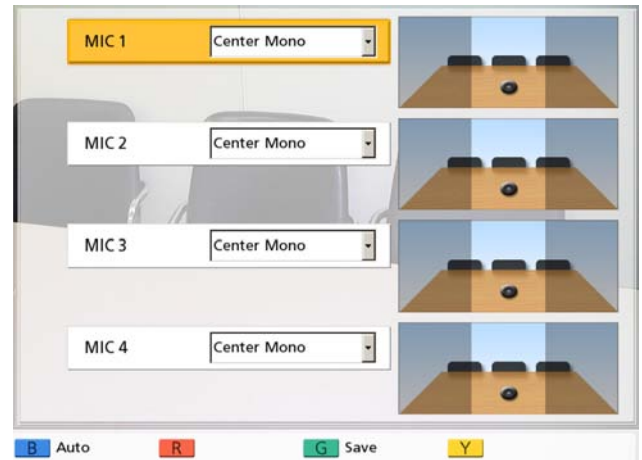 MIC 1 Center Mono
MIC 2 Center Mono
MIC 3 Center Mono
MIC 4 Center Mono
B Auto R G Save Y